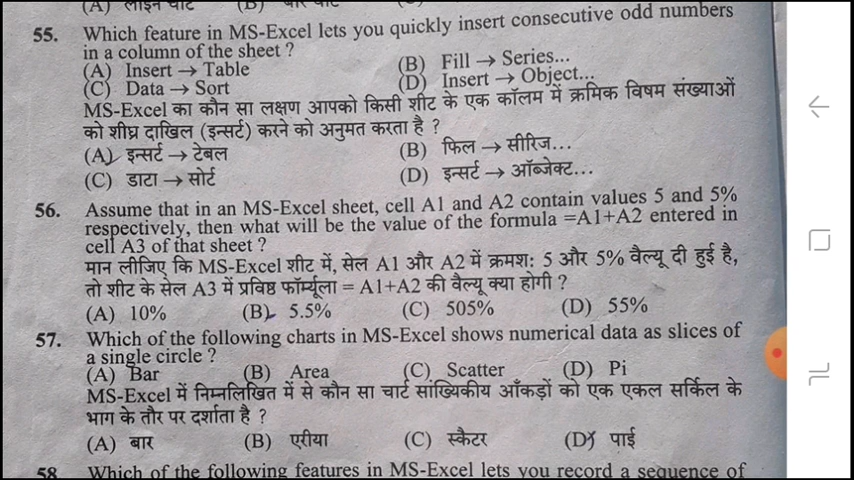 (A) लाइन चार्ट (B) बार चार्ट
55. Which feature in MS-Excel lets you quickly insert consecutive odd numbers
in a column of the sheet ?
(A) Insert → Table (B) Fill → Series...
(C) Data → Sort (D) Insert → Object...
MS-Excel का कौन सा लक्षण आपको किसी शीट के एक कॉलम में क्रमिक विषम संख्याओं
को शीघ्र दाखिल (इन्सर्ट) करने को अनुमत करता है ?
(A) इन्सर्ट → टेबल (B) फिल → सीरिज...
(C) डाटा → सोर्ट (D) इन्सर्ट → ऑब्जेक्ट...
56. Assume that in an MS-Excel sheet, cell A1 and A2 contain values 5 and 5%
respectively, then what will be the value of the formula =A1+A2 entered in
cell A3 of that sheet ?
मान लीजिए कि MS-Excel शीट में, सेल A1 और A2 में क्रमश: 5 और 5% वैल्यू दी हुई है,
तो शीट के सेल A3 में प्रविष्ठ फॉर्म्यूला = A1+A2 की वैल्यू क्या होगी ?
(A) 10% (B) 5.5% (C) 505% (D) 55%
57. Which of the following charts in MS-Excel shows numerical data as slices of
a single circle ?
(A) Bar (B) Area (C) Scatter (D) Pi
MS-Excel में निम्नलिखित में से कौन सा चार्ट सांख्यिकीय आँकड़ों को एक एकल सर्किल के
भाग के तौर पर दर्शाता है ?
(A) बार (B) एरीया (C) स्कैटर (D) पाई
58 Which of the following features in MS-Excel lets you record a sequence of